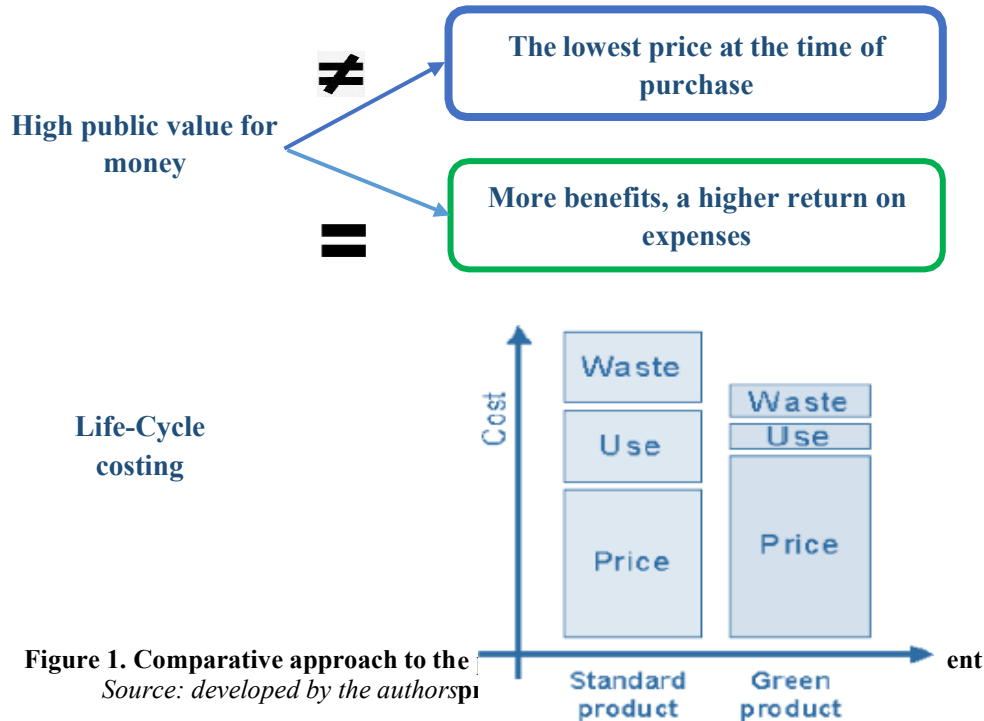 ≠
The lowest price at the time of
purchase
High public value for
money
=
More benefits, a higher return on
expenses
Life-Cycle
costing
Cost
Waste
Use
Price
Waste
Use
Price
Figure 1. Comparative approach to the
ent
Source: developed by the authors
Standard
product
Green
product